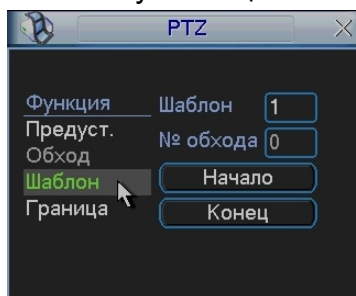 PTZ
Функция
Предуст.
Обход
Шаблон
Граница
Шаблон 1
№ обхода 0
Начало
Конец